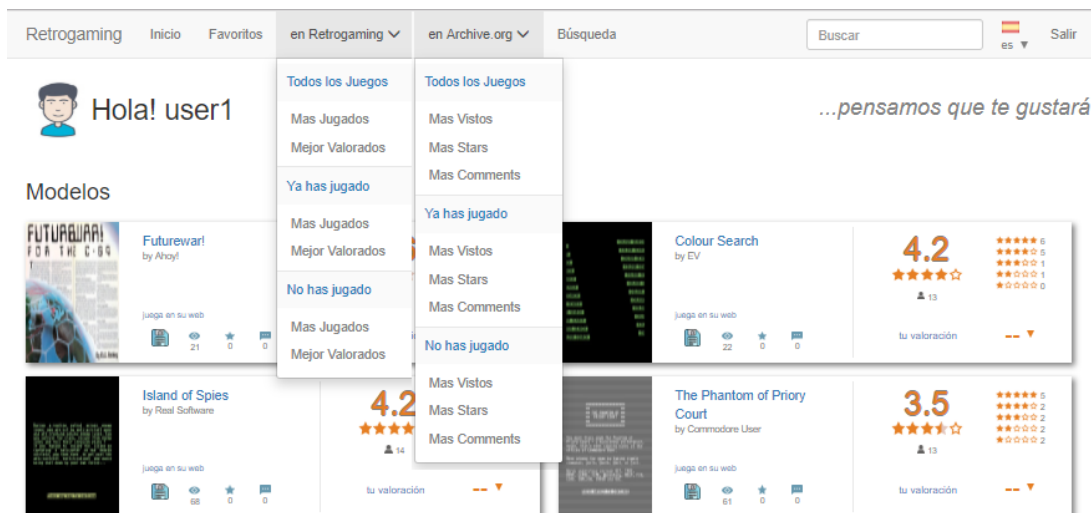 Retrogaming Inicio Favoritos en Retrogaming en Archive.org Búsqueda Buscar es Salir
Hola! user1
...pensamos que te gustará
Todos los Juegos
Mas Jugados
Mejor Valorados
Ya has jugado
Mas Jugados
Mejor Valorados
No has jugado
Mas Jugados
Mejor Valorados
Todos los Juegos
Mas Vistos
Mas Stars
Mas Comments
Ya has jugado
Mas Vistos
Mas Stars
Mas Comments
No has jugado
Mas Vistos
Mas Stars
Mas Comments
Modelos
FUTUREWAR!
FOR THE C-64
Futurewar!
by Ahoy!
juega en su web
21 0 0
Colour Search
by EV
juega en su web
22 0 0
4.2
13
6
5
1
1
0
tu valoración --
Island of Spies
by Real Software
juega en su web
68 0 0
4.2
14
tu valoración --
The Phantom of Priory
Court
by Commodore User
juega en su web
61 0 0
3.5
13
5
2
2
2
2
tu valoración --